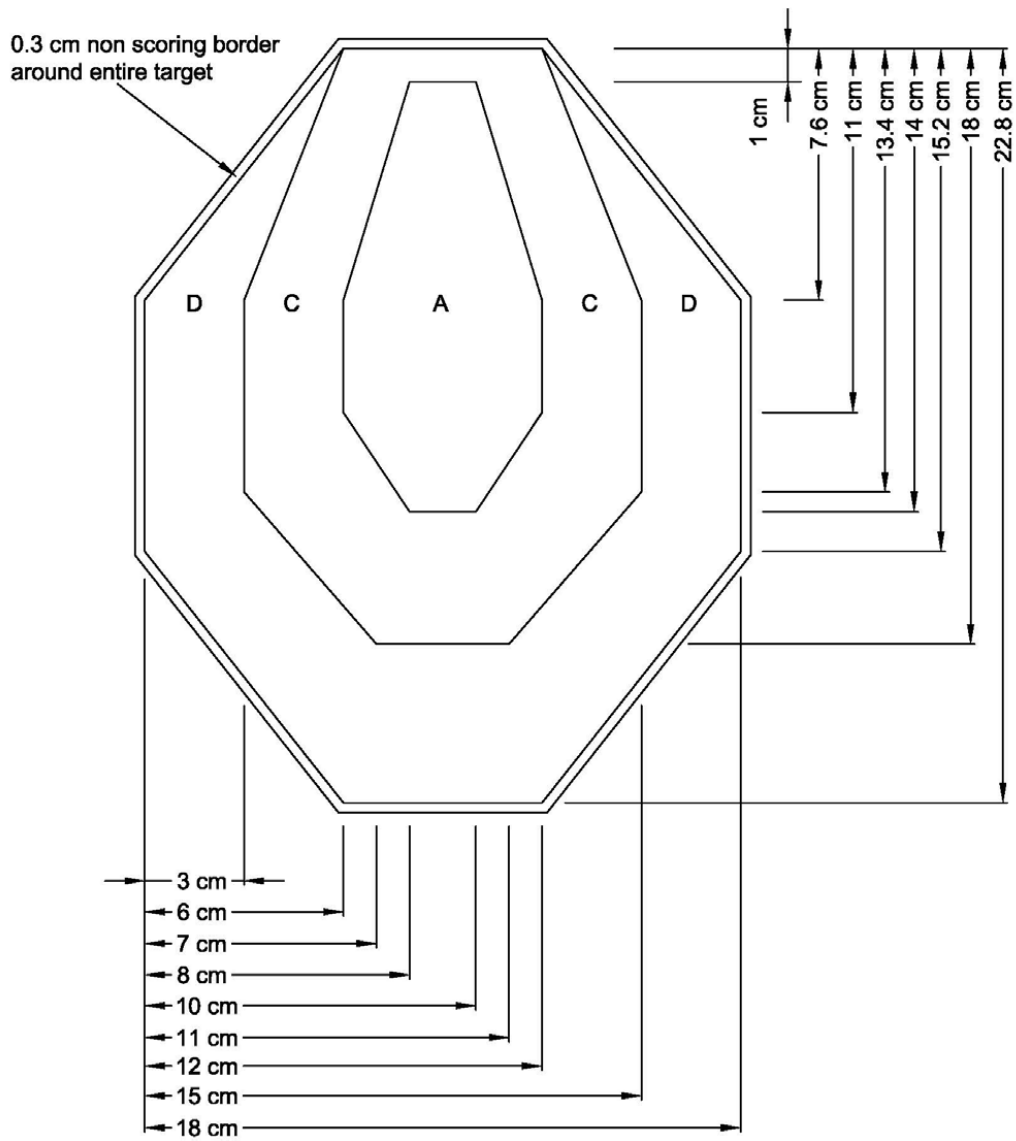 0.3 cm non scoring border
around entire target
1 cm
7.6 cm
11 cm
13.4 cm
14 cm
15.2 cm
18 cm
22.8 cm
D C A C D
3 cm
6 cm
7 cm
8 cm
10 cm
11 cm
12 cm
15 cm
18 cm